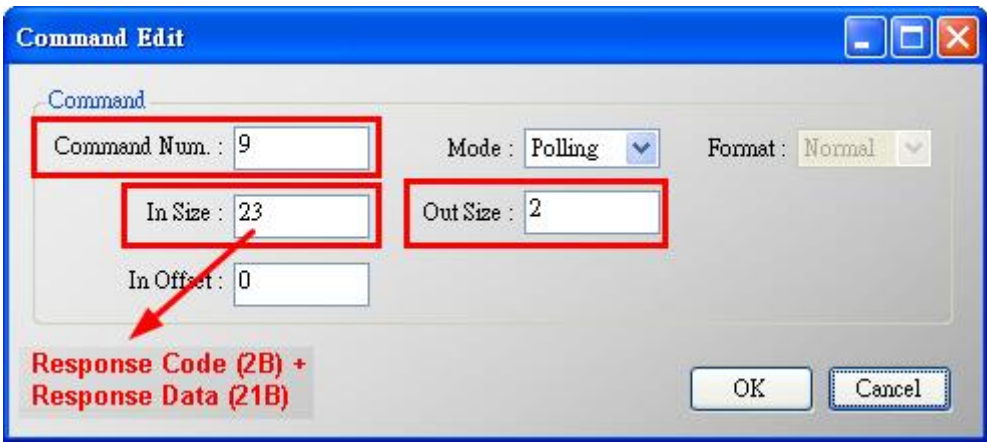 Command Edit
Command
Command Num. : 9
Mode : Polling
Format : Normal
In Size : 23
Out Size : 2
In Offset : 0
Response Code (2B) +
Response Data (21B)
OK
Cancel